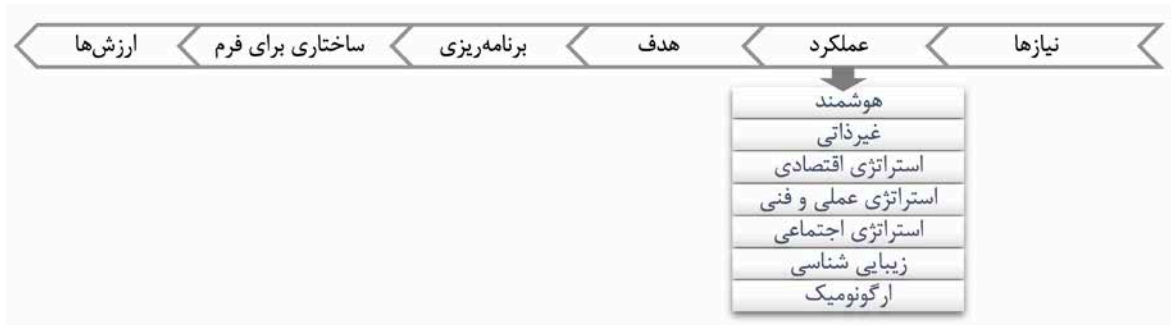 نیازها عملکرد هدف برنامه‌ریزی ساختاری برای فرم ارزش‌ها
هوشمند
غیرذاتی
استراتژی اقتصادی
استراتژی عملی و فنی
استراتژی اجتماعی
زیبایی شناسی
ارگونومیک